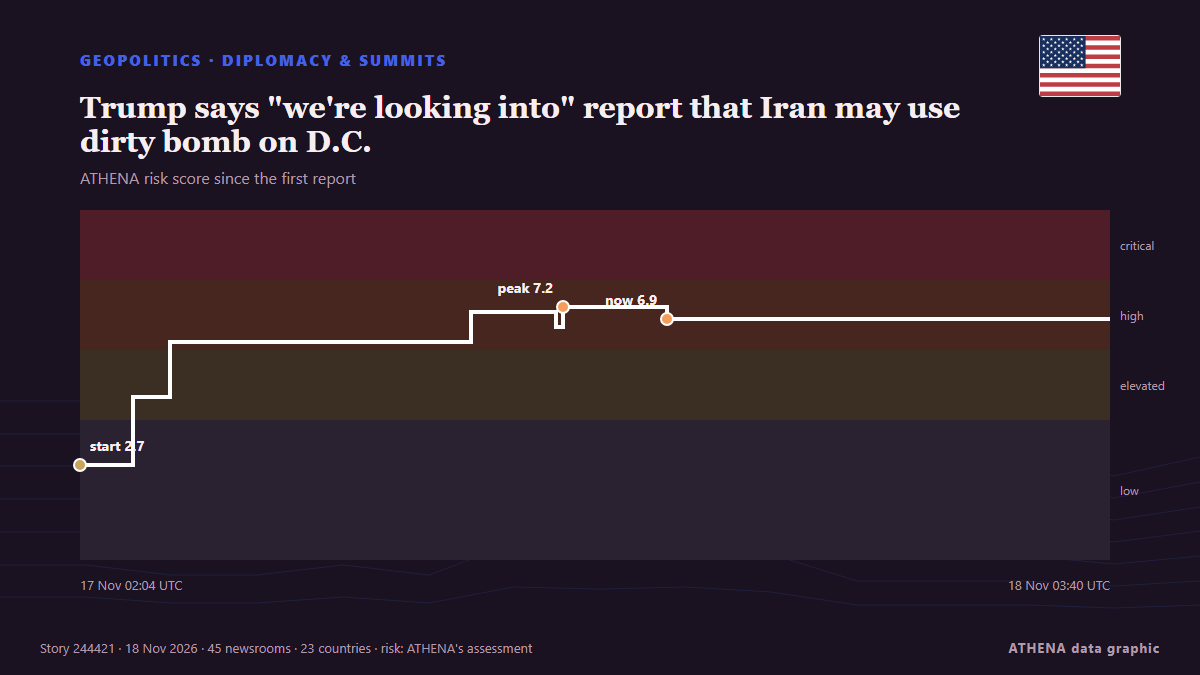 GEOPOLITICS · DIPLOMACY & SUMMITS
Trump says "we're looking into" report that Iran may use
dirty bomb on D.C.
ATHENA risk score since the first report
critical
peak 7.2
now 6.9
high
elevated
start 2.7
low
17 Nov 02:04 UTC
18 Nov 03:40 UTC
Story 244421 · 18 Nov 2026 · 45 newsrooms · 23 countries · risk: ATHENA's assessment
ATHENA data graphic